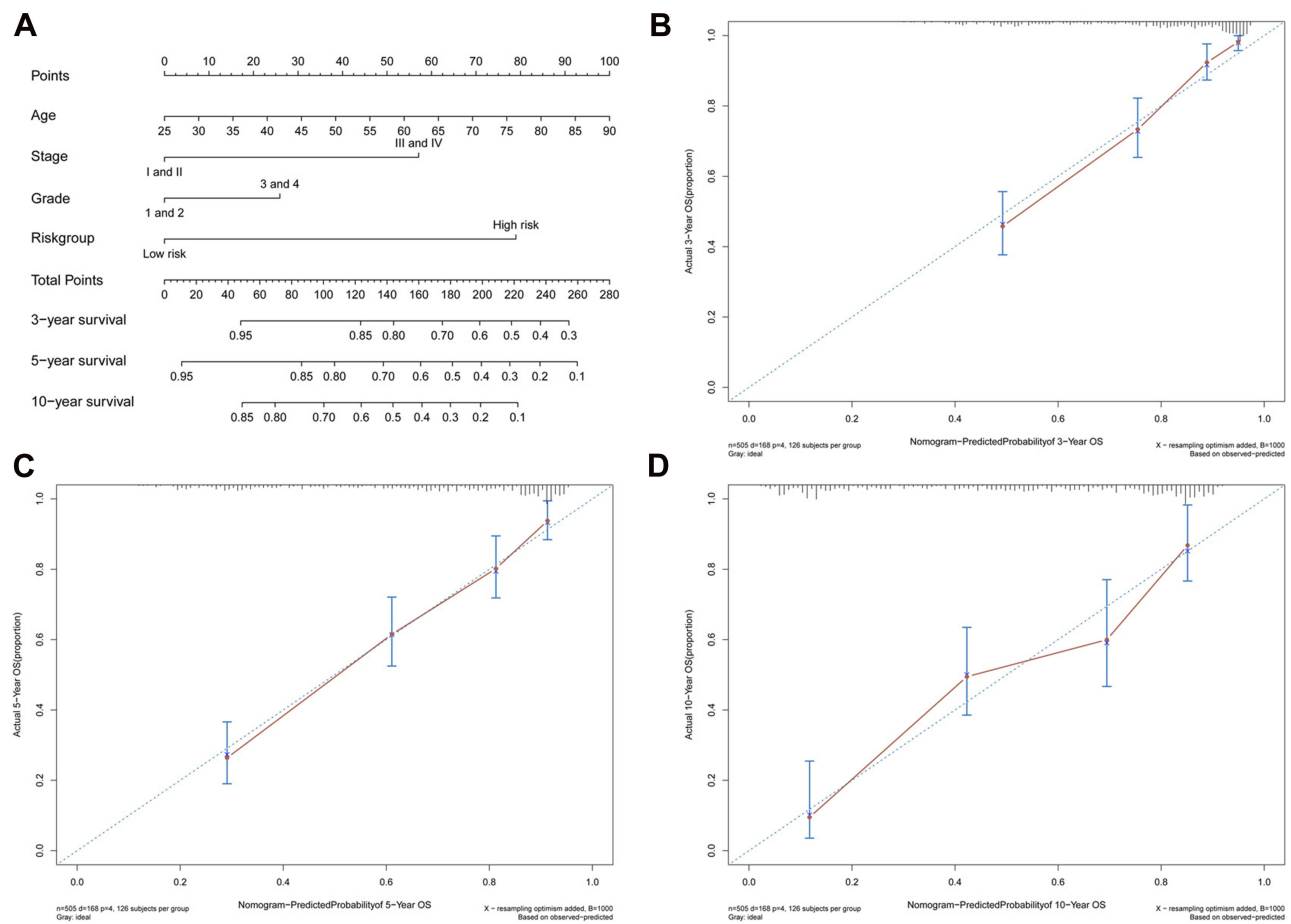 A
Points
0 10 20 30 40 50 60 70 80 90 100
Age
25 30 35 40 45 50 55 60 65 70 75 80 85 90
Stage
III and IV
I and II
Grade
3 and 4
1 and 2
Riskgroup
High risk
Low risk
Total Points
0 20 40 60 80 100 120 140 160 180 200 220 240 260 280
3−year survival
0.95 0.85 0.80 0.70 0.6 0.5 0.4 0.3
5−year survival
0.95 0.85 0.80 0.70 0.6 0.5 0.4 0.3 0.2 0.1
10−year survival
0.85 0.80 0.70 0.6 0.5 0.4 0.3 0.2 0.1
B
Actual 3−Year OS(proportion)
1.0
0.8
0.6
0.4
0.2
0.0
0.0 0.2 0.4 0.6 0.8 1.0
Nomogram−PredictedProbabilityof 3−Year OS
n=505 d=168 p=4, 126 subjects per group
Gray: ideal
X − resampling optimism added, B=1000
Based on observed−predicted
C
Actual 5−Year OS(proportion)
1.0
0.8
0.6
0.4
0.2
0.0
0.0 0.2 0.4 0.6 0.8 1.0
Nomogram−PredictedProbabilityof 5−Year OS
n=505 d=168 p=4, 126 subjects per group
Gray: ideal
X − resampling optimism added, B=1000
Based on observed−predicted
D
Actual 10−Year OS(proportion)
1.0
0.8
0.6
0.4
0.2
0.0
0.0 0.2 0.4 0.6 0.8 1.0
Nomogram−PredictedProbabilityof 10−Year OS
n=505 d=168 p=4, 126 subjects per group
Gray: ideal
X − resampling optimism added, B=1000
Based on observed−predicted